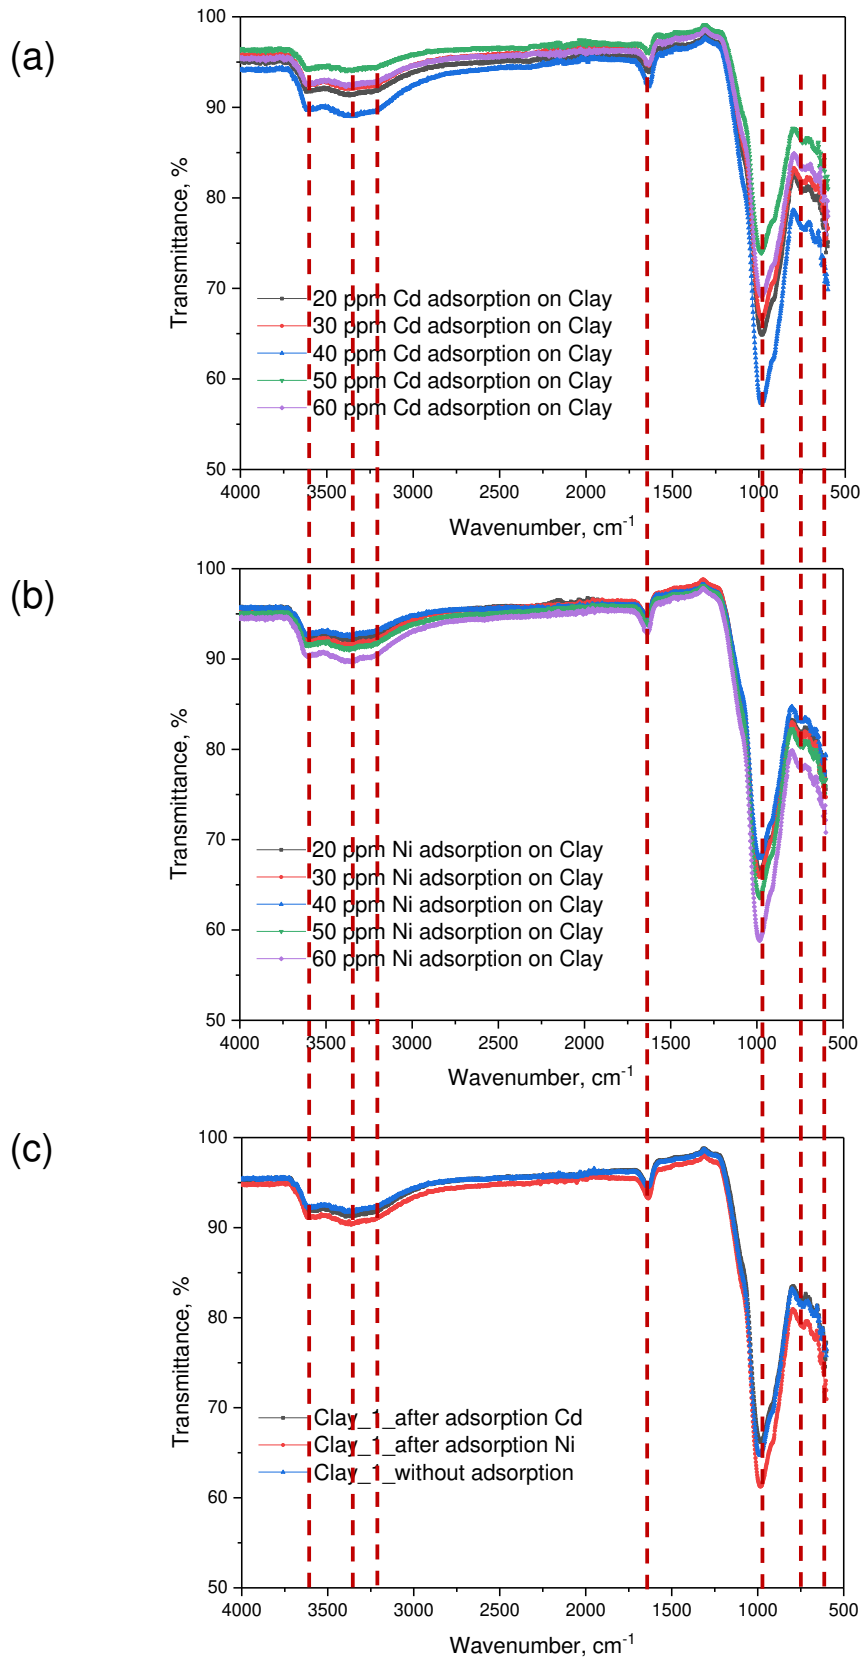 (a)
100
90
80
70
60
50
Transmittance, %
20 ppm Cd adsorption on Clay
30 ppm Cd adsorption on Clay
40 ppm Cd adsorption on Clay
50 ppm Cd adsorption on Clay
60 ppm Cd adsorption on Clay
4000 3500 3000 2500 2000 1500 1000 500
Wavenumber, cm⁻¹
(b)
100
90
80
70
60
50
Transmittance, %
20 ppm Ni adsorption on Clay
30 ppm Ni adsorption on Clay
40 ppm Ni adsorption on Clay
50 ppm Ni adsorption on Clay
60 ppm Ni adsorption on Clay
4000 3500 3000 2500 2000 1500 1000 500
Wavenumber, cm⁻¹
(c)
100
90
80
70
60
50
Transmittance, %
Clay_1_after adsorption Cd
Clay_1_after adsorption Ni
Clay_1_without adsorption
4000 3500 3000 2500 2000 1500 1000 500
Wavenumber, cm⁻¹